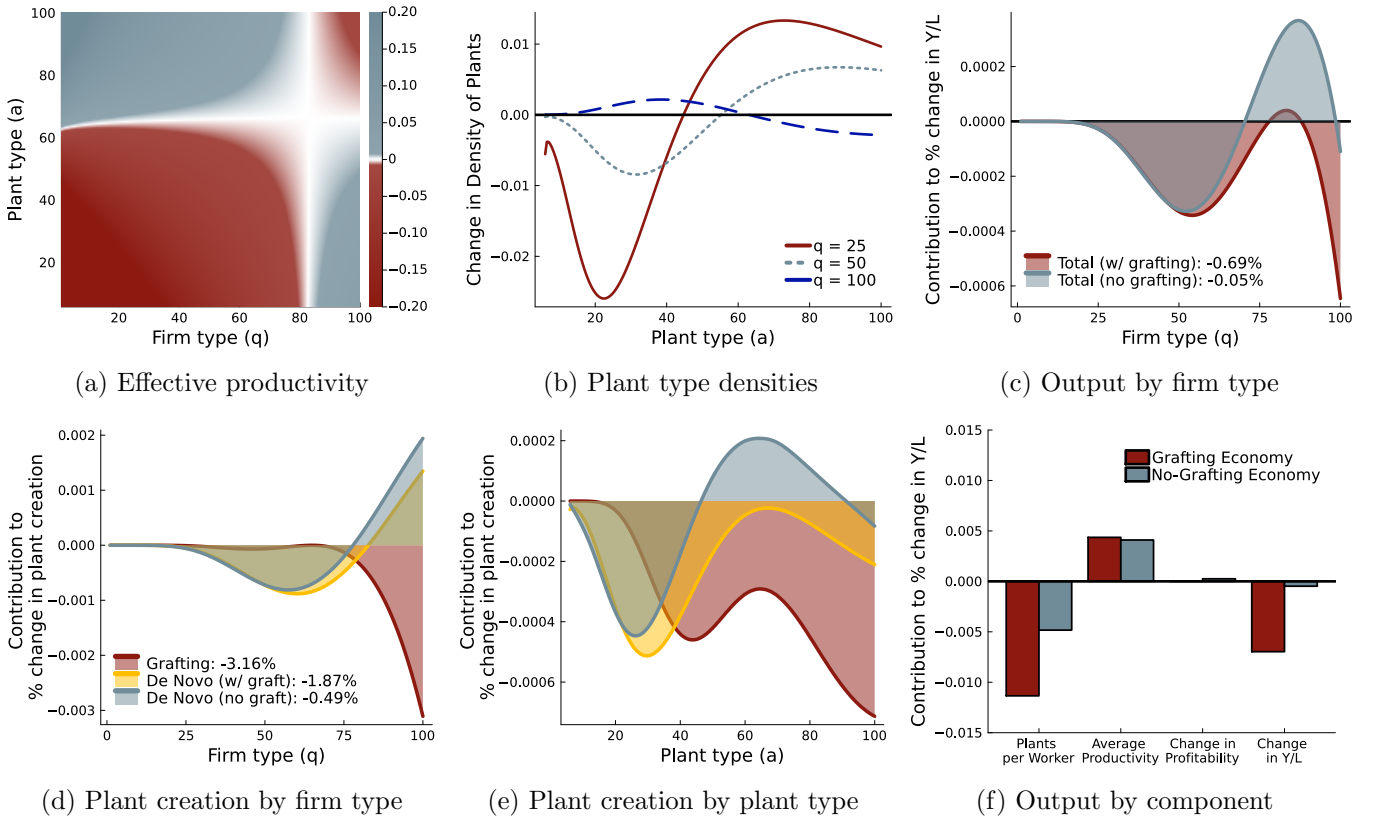 100
80
60
40
20
Plant type (a)
20
40
60
80
100
Firm type (q)
0.20
0.15
0.10
0.05
0
−0.05
−0.10
−0.15
−0.20
(a) Effective productivity
0.01
0.00
−0.01
−0.02
Change in Density of Plants
q = 25
q = 50
q = 100
20
40
60
80
100
Plant type (a)
(b) Plant type densities
0.0002
0.0000
−0.0002
−0.0004
−0.0006
Contribution to % change in Y/L
Total (w/ grafting): -0.69%
Total (no grafting): -0.05%
0
25
50
75
100
Firm type (q)
(c) Output by firm type
0.002
0.001
0.000
−0.001
−0.002
−0.003
Contribution to
% change in plant creation
Grafting: -3.16%
De Novo (w/ graft): -1.87%
De Novo (no graft): -0.49%
0
25
50
75
100
Firm type (q)
(d) Plant creation by firm type
0.0002
0.0000
−0.0002
−0.0004
−0.0006
Contribution to
% change in plant creation
20
40
60
80
100
Plant type (a)
(e) Plant creation by plant type
0.015
0.010
0.005
0.000
−0.005
−0.010
−0.015
Contribution to % change in Y/L
Grafting Economy
No-Grafting Economy
Plants
per Worker
Average
Productivity
Change in
Profitability
Change
in Y/L
(f) Output by component